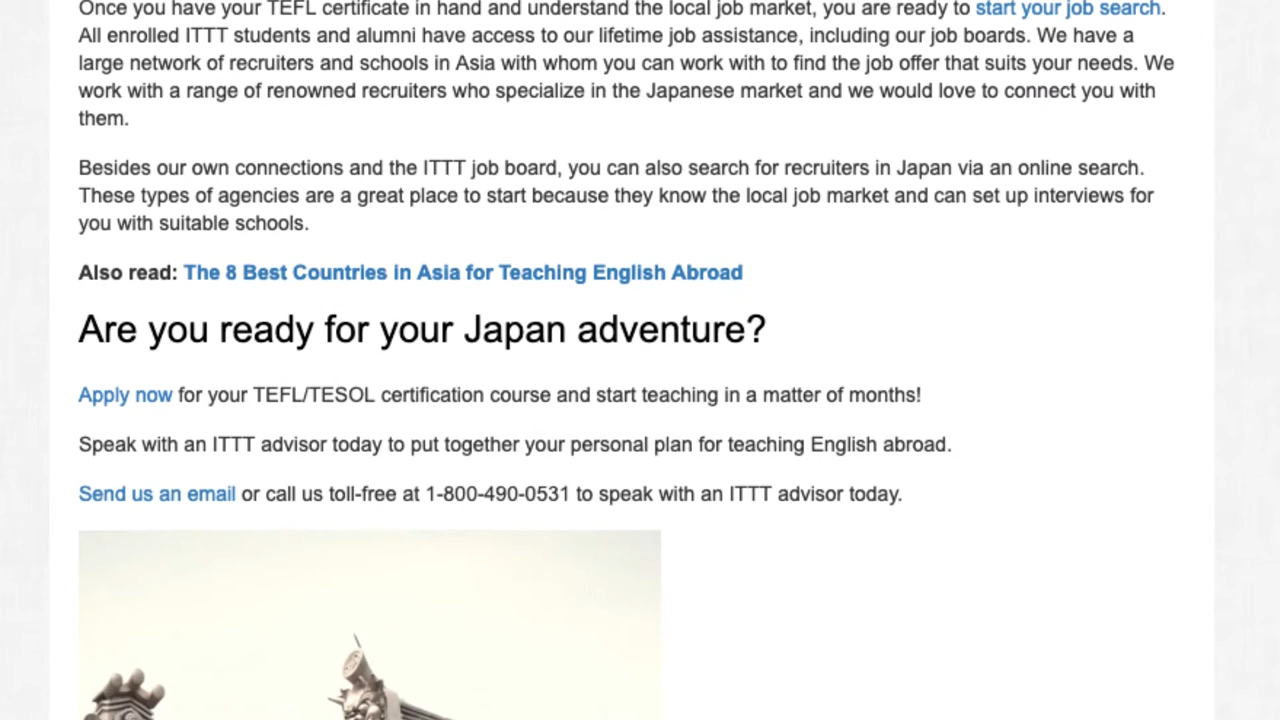 Once you have your TEFL certificate in hand and understand the local job market, you are ready to start your job search.
All enrolled ITTT students and alumni have access to our lifetime job assistance, including our job boards. We have a
large network of recruiters and schools in Asia with whom you can work with to find the job offer that suits your needs. We
work with a range of renowned recruiters who specialize in the Japanese market and we would love to connect you with
them.
Besides our own connections and the ITTT job board, you can also search for recruiters in Japan via an online search.
These types of agencies are a great place to start because they know the local job market and can set up interviews for
you with suitable schools.
Also read: The 8 Best Countries in Asia for Teaching English Abroad
Are you ready for your Japan adventure?
Apply now for your TEFL/TESOL certification course and start teaching in a matter of months!
Speak with an ITTT advisor today to put together your personal plan for teaching English abroad.
Send us an email or call us toll-free at 1-800-490-0531 to speak with an ITTT advisor today.